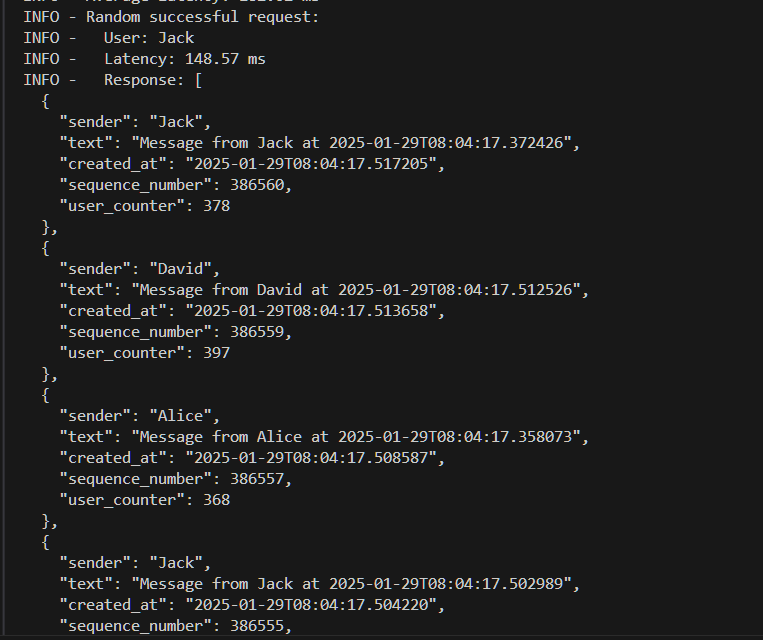 INFO - Random successful request:
INFO -   User: Jack
INFO -   Latency: 148.57 ms
INFO -   Response: [
  {
    "sender": "Jack",
    "text": "Message from Jack at 2025-01-29T08:04:17.372426",
    "created_at": "2025-01-29T08:04:17.517205",
    "sequence_number": 386560,
    "user_counter": 378
  },
  {
    "sender": "David",
    "text": "Message from David at 2025-01-29T08:04:17.512526",
    "created_at": "2025-01-29T08:04:17.513658",
    "sequence_number": 386559,
    "user_counter": 397
  },
  {
    "sender": "Alice",
    "text": "Message from Alice at 2025-01-29T08:04:17.358073",
    "created_at": "2025-01-29T08:04:17.508587",
    "sequence_number": 386557,
    "user_counter": 368
  },
  {
    "sender": "Jack",
    "text": "Message from Jack at 2025-01-29T08:04:17.502989",
    "created_at": "2025-01-29T08:04:17.504220",
    "sequence_number": 386555,